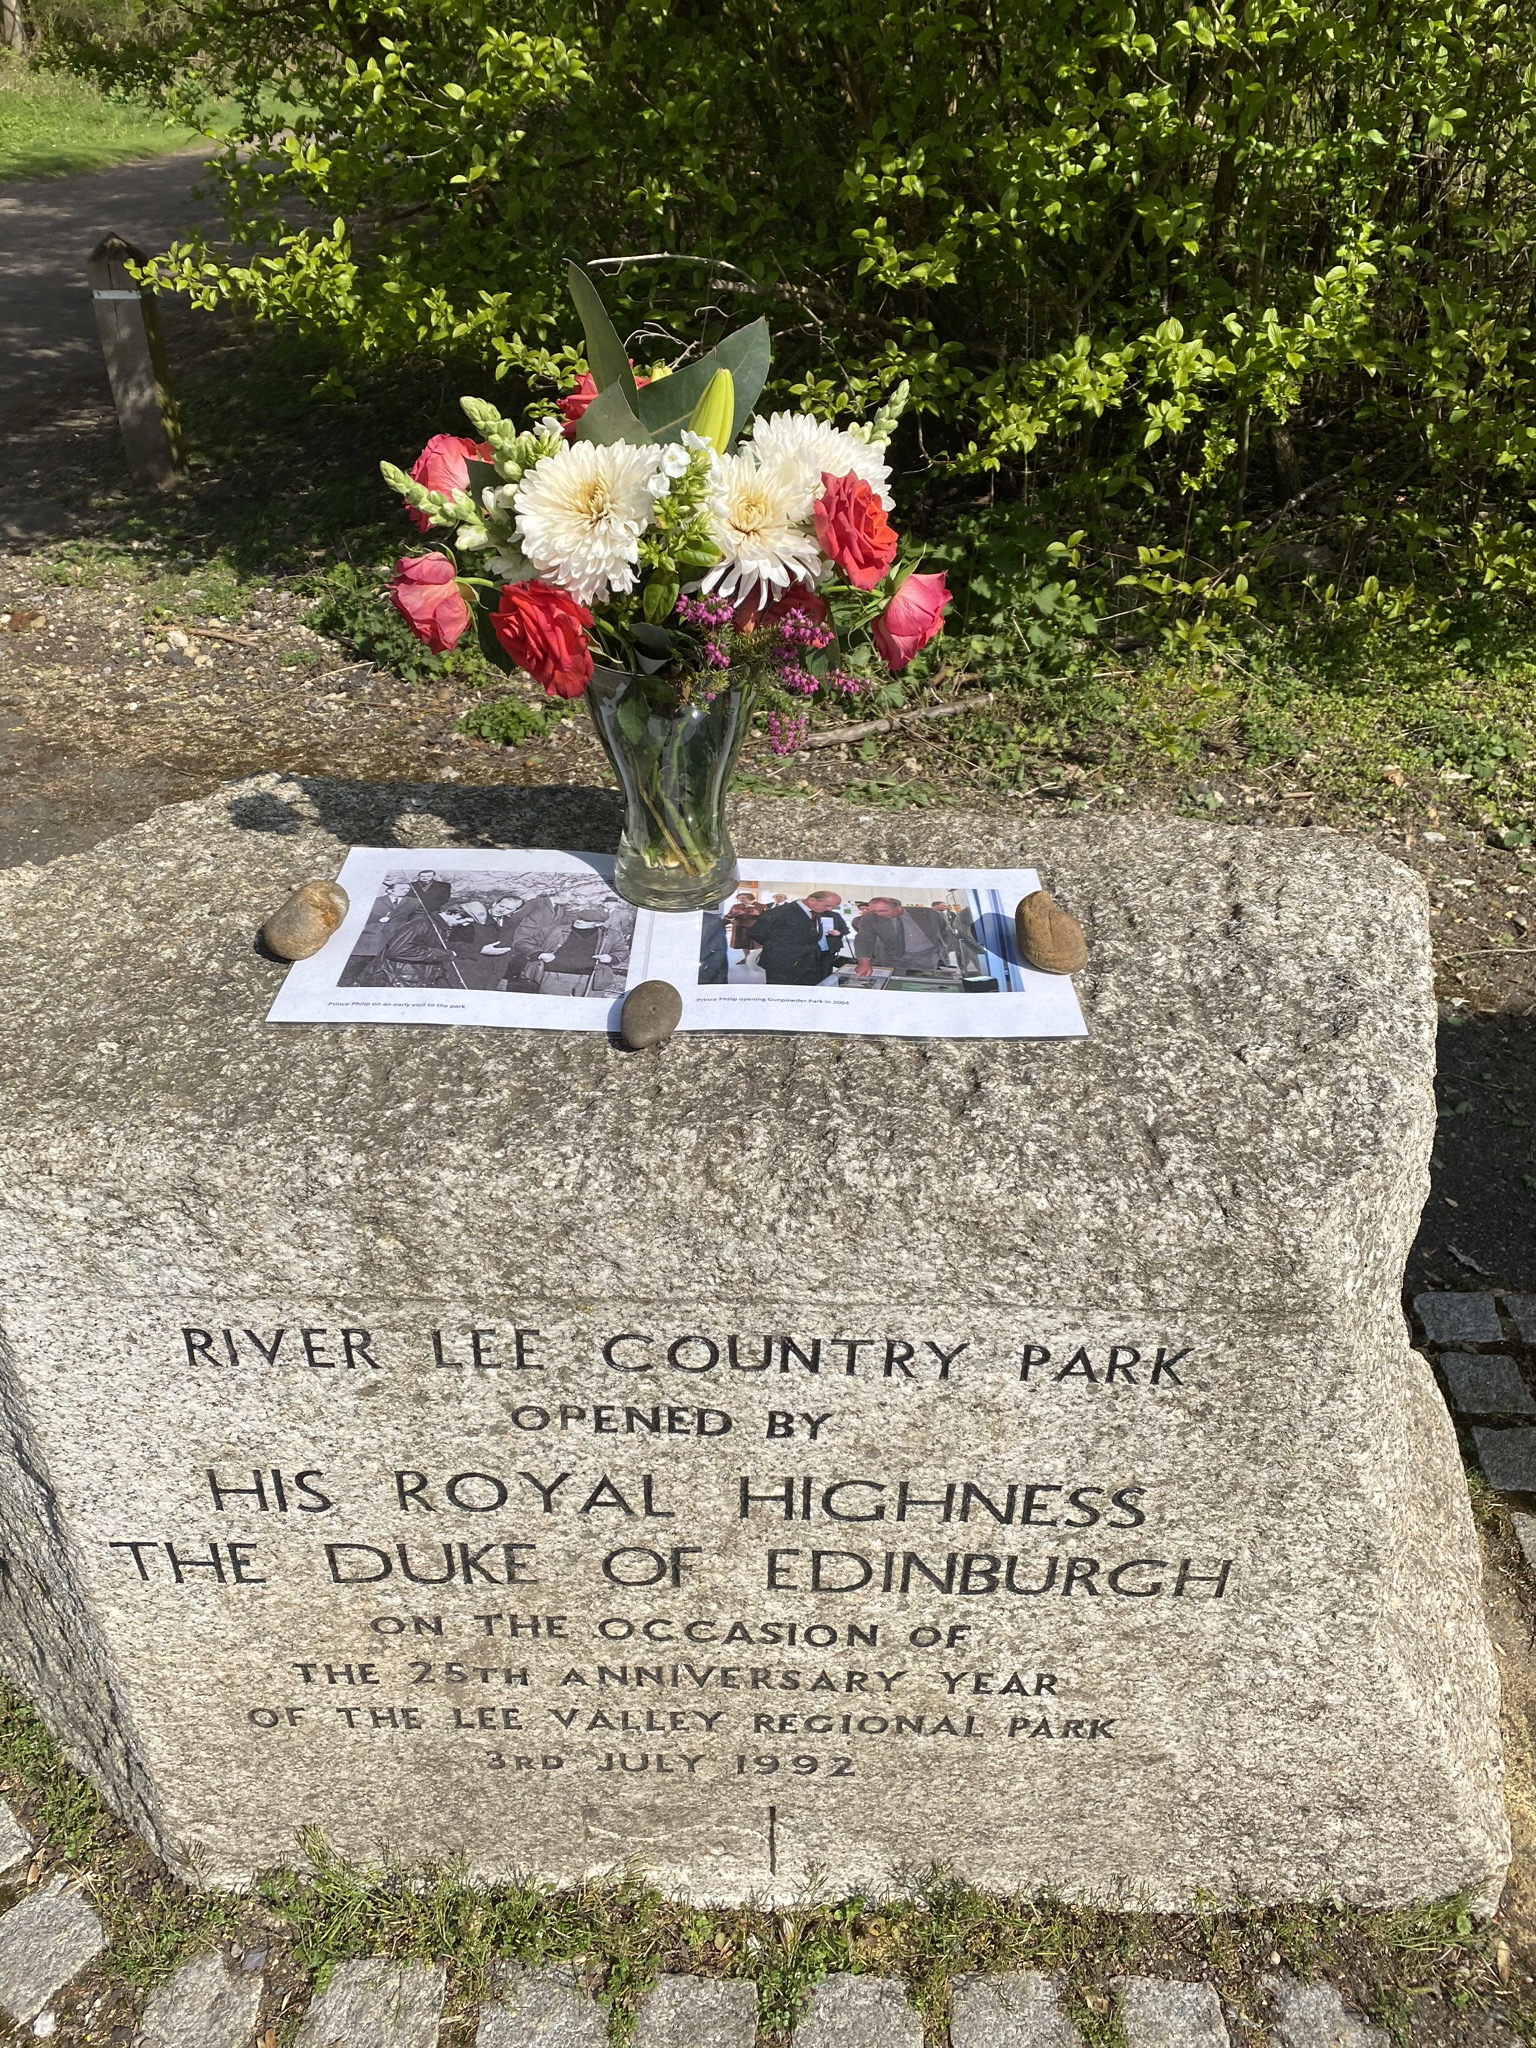 Prince Philip on an early visit to the park
Prince Philip opening Gunpowder Park in 2004
RIVER LEE COUNTRY PARK
OPENED BY
HIS ROYAL HIGHNESS
THE DUKE OF EDINBURGH
ON THE OCCASION OF
THE 25TH ANNIVERSARY YEAR
OF THE LEE VALLEY REGIONAL PARK
3RD JULY 1992